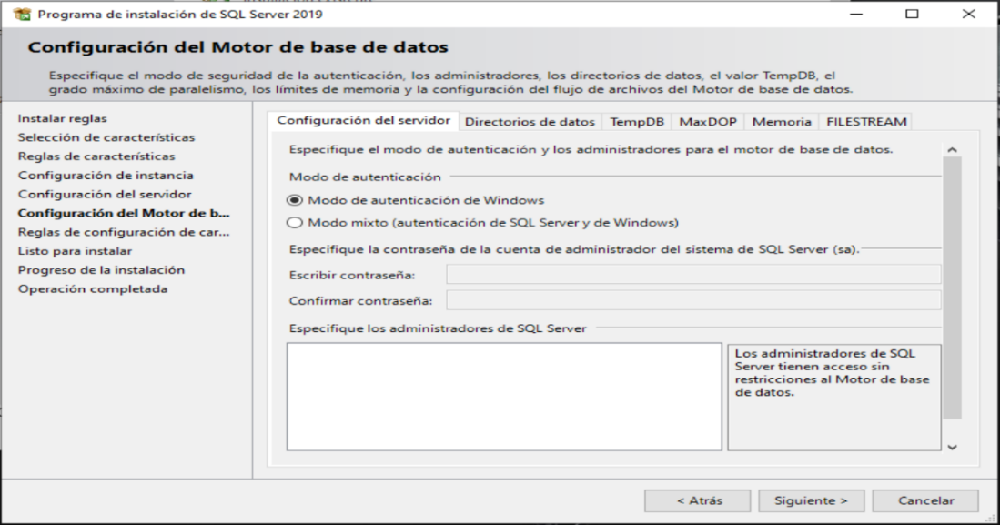 Programa de instalación de SQL Server 2019
Configuración del Motor de base de datos
Especifique el modo de seguridad de la autenticación, los administradores, los directorios de datos, el valor TempDB, el
grado máximo de paralelismo, los límites de memoria y la configuración del flujo de archivos del Motor de base de datos.
Instalar reglas
Selección de características
Reglas de características
Configuración de instancia
Configuración del servidor
Configuración del Motor de b...
Reglas de configuración de car...
Listo para instalar
Progreso de la instalación
Operación completada
Configuración del servidor Directorios de datos TempDB MaxDOP Memoria FILESTREAM
Especifique el modo de autenticación y los administradores para el motor de base de datos.
Modo de autenticación
Modo de autenticación de Windows
Modo mixto (autenticación de SQL Server y de Windows)
Especifique la contraseña de la cuenta de administrador del sistema de SQL Server (sa).
Escribir contraseña:
Confirmar contraseña:
Especifique los administradores de SQL Server
Los administradores de SQL
Server tienen acceso sin
restricciones al Motor de base
de datos.
< Atrás Siguiente > Cancelar